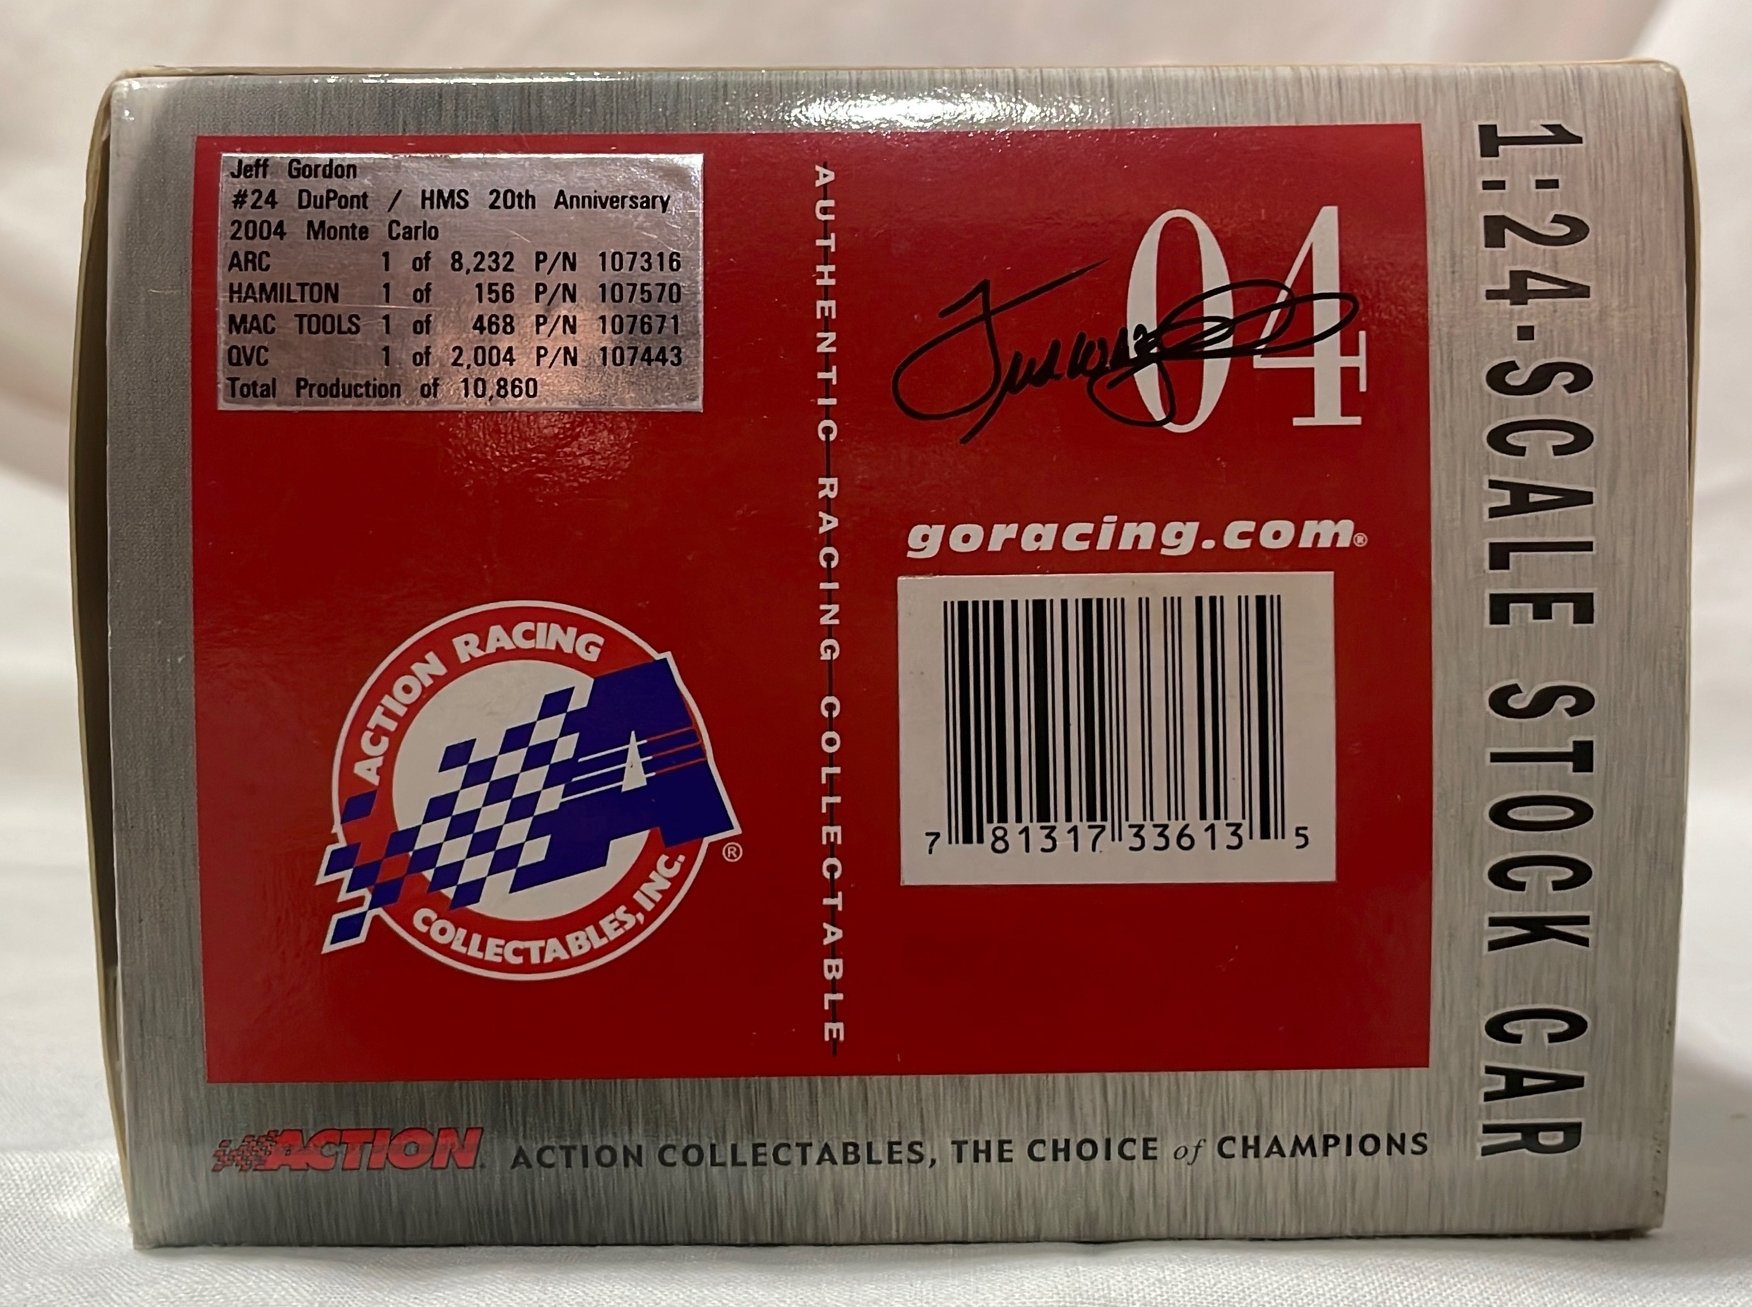 Jeff Gordon
#24 DuPont / HMS 20th Anniversary
2004 Monte Carlo
ARC 1 of 8,232 P/N 107316
HAMILTON 1 of 156 P/N 107570
MAC TOOLS 1 of 468 P/N 107671
QVC 1 of 2,004 P/N 107443
Total Production of 10,860
ACTION RACING
COLLECTABLES, INC.
A
®
AUTHENTIC RACING COLLECTABLE
04
goracing.com®
7 81317 33613 5
1:24-SCALE STOCK CAR
ACTION. ACTION COLLECTABLES, THE CHOICE of CHAMPIONS